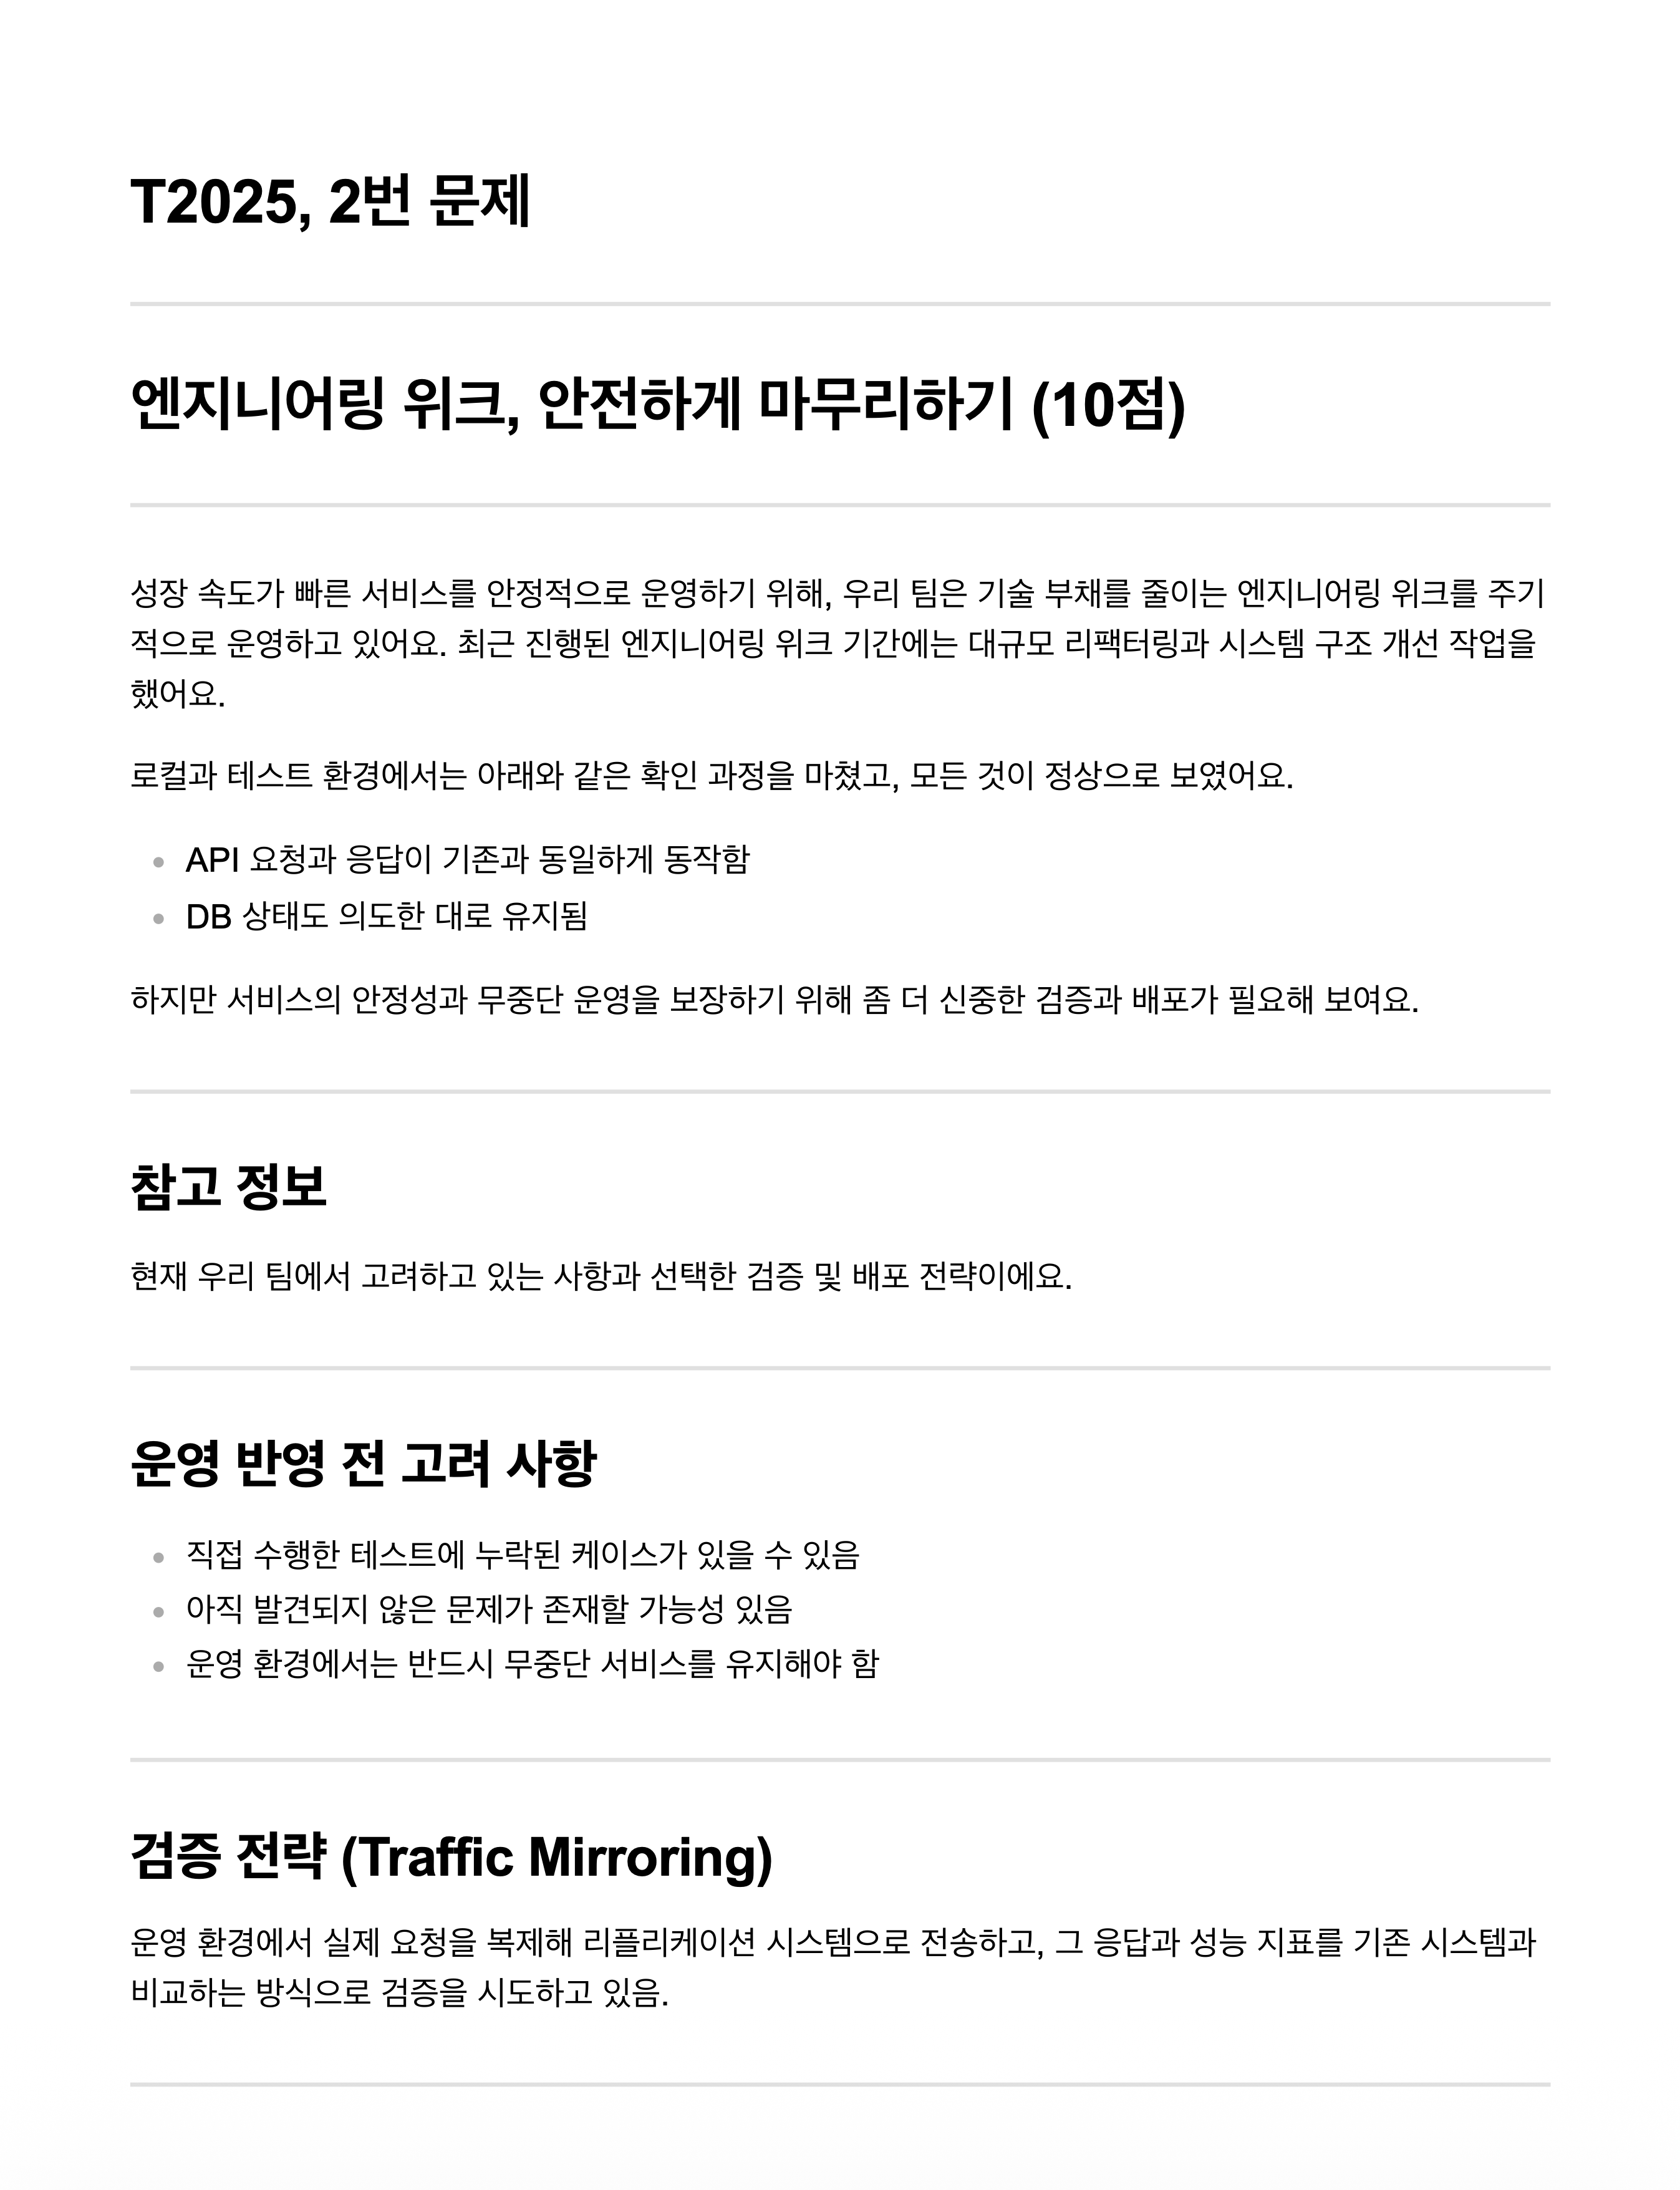 T2025, 2번 문제
엔지니어링 위크, 안전하게 마무리하기 (10점)
성장 속도가 빠른 서비스를 안정적으로 운영하기 위해, 우리 팀은 기술 부채를 줄이는 엔지니어링 위크를 주기
적으로 운영하고 있어요. 최근 진행된 엔지니어링 위크 기간에는 대규모 리팩터링과 시스템 구조 개선 작업을
했어요.
로컬과 테스트 환경에서는 아래와 같은 확인 과정을 마쳤고, 모든 것이 정상으로 보였어요.
• API 요청과 응답이 기존과 동일하게 동작함
• DB 상태도 의도한 대로 유지됨
하지만 서비스의 안정성과 무중단 운영을 보장하기 위해 좀 더 신중한 검증과 배포가 필요해 보여요.
참고 정보
현재 우리 팀에서 고려하고 있는 사항과 선택한 검증 및 배포 전략이에요.
운영 반영 전 고려 사항
• 직접 수행한 테스트에 누락된 케이스가 있을 수 있음
• 아직 발견되지 않은 문제가 존재할 가능성 있음
• 운영 환경에서는 반드시 무중단 서비스를 유지해야 함
검증 전략 (Traffic Mirroring)
운영 환경에서 실제 요청을 복제해 리플리케이션 시스템으로 전송하고, 그 응답과 성능 지표를 기존 시스템과
비교하는 방식으로 검증을 시도하고 있음.